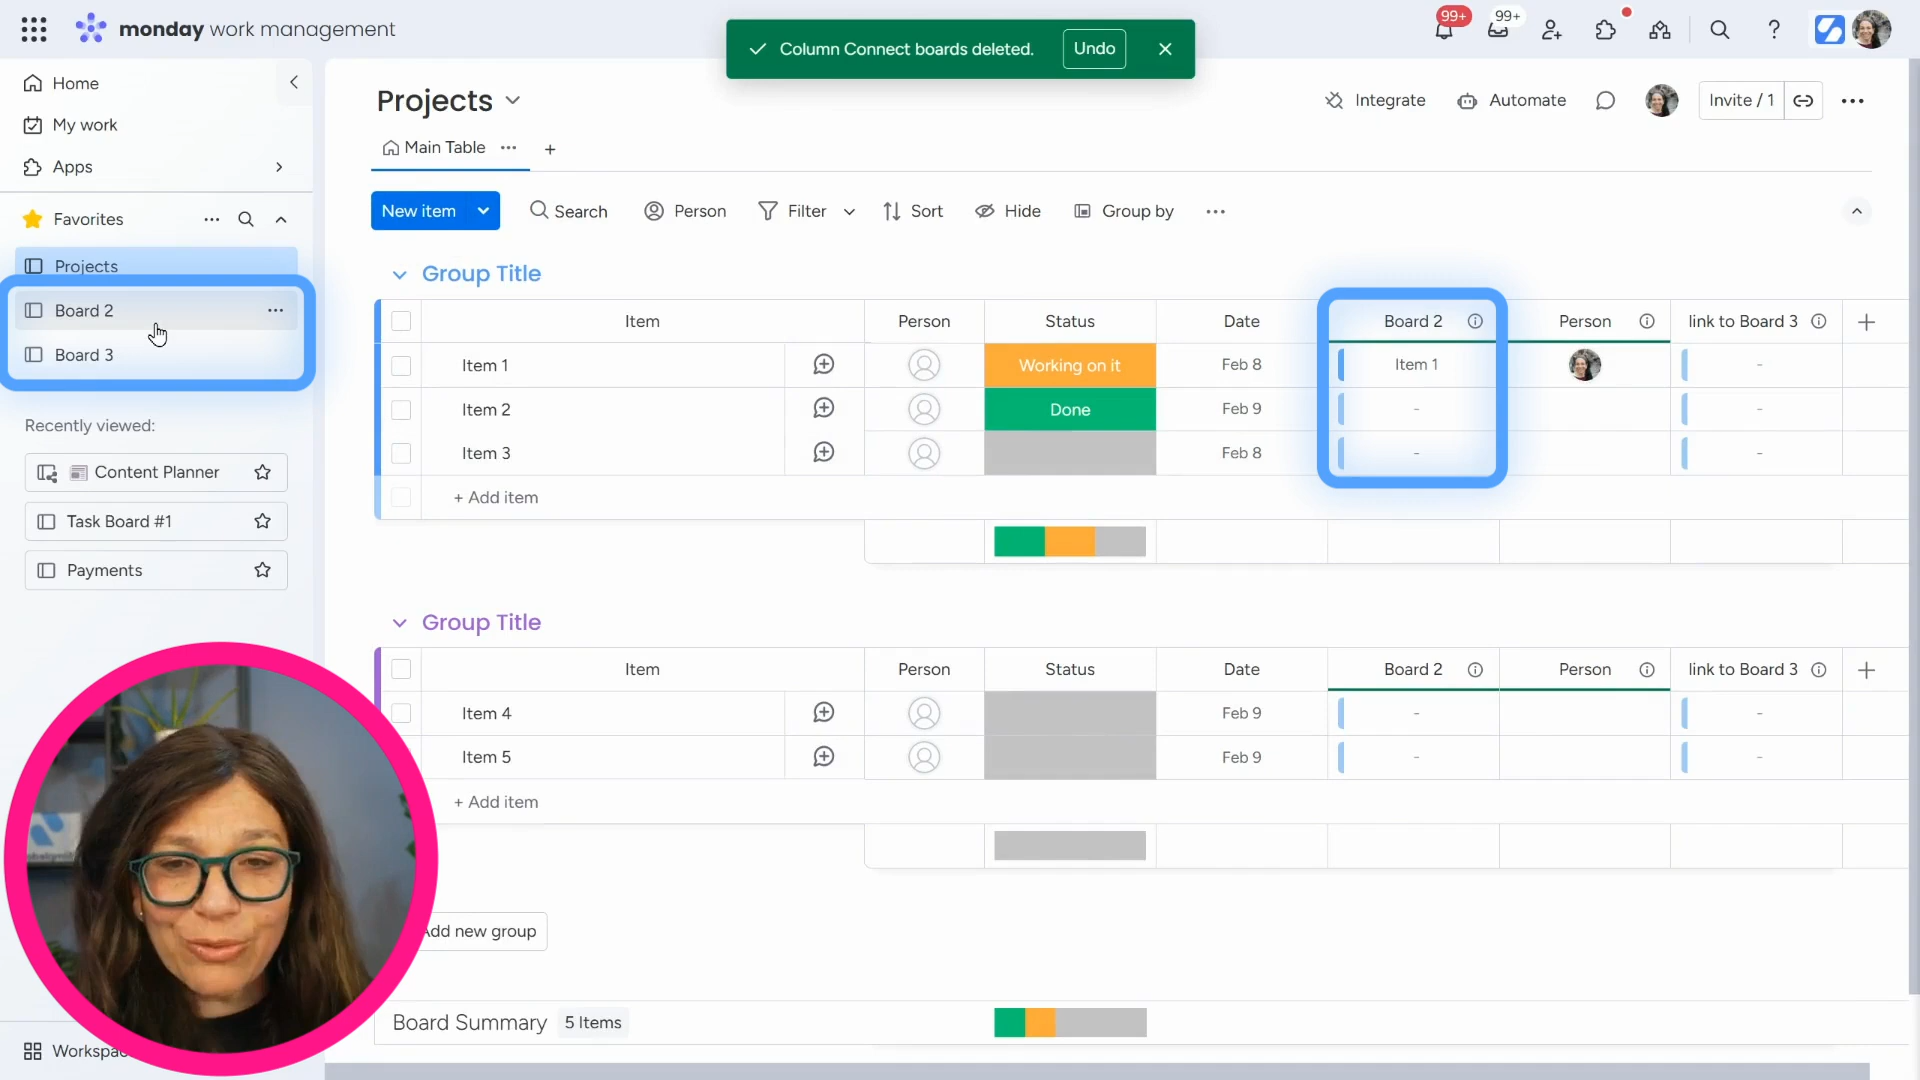 monday work management
Column Connect boards deleted.
Undo
99+
99+
Home
My work
Apps
Favorites
Projects
Board 2
Board 3
Recently viewed:
Content Planner
Task Board #1
Payments
Projects
Integrate
Automate
Invite / 1
Main Table
New item
Search
Person
Filter
Sort
Hide
Group by
Group Title
Item Person Status Date Board 2 Person link to Board 3
Item 1 Working on it Feb 8 Item 1 -
Item 2 Done Feb 9 - -
Item 3 Feb 8 - -
+ Add item
Group Title
Item Person Status Date Board 2 Person link to Board 3
Item 4 Feb 9 - -
Item 5 Feb 9 - -
+ Add item
Add new group
Board Summary 5 Items